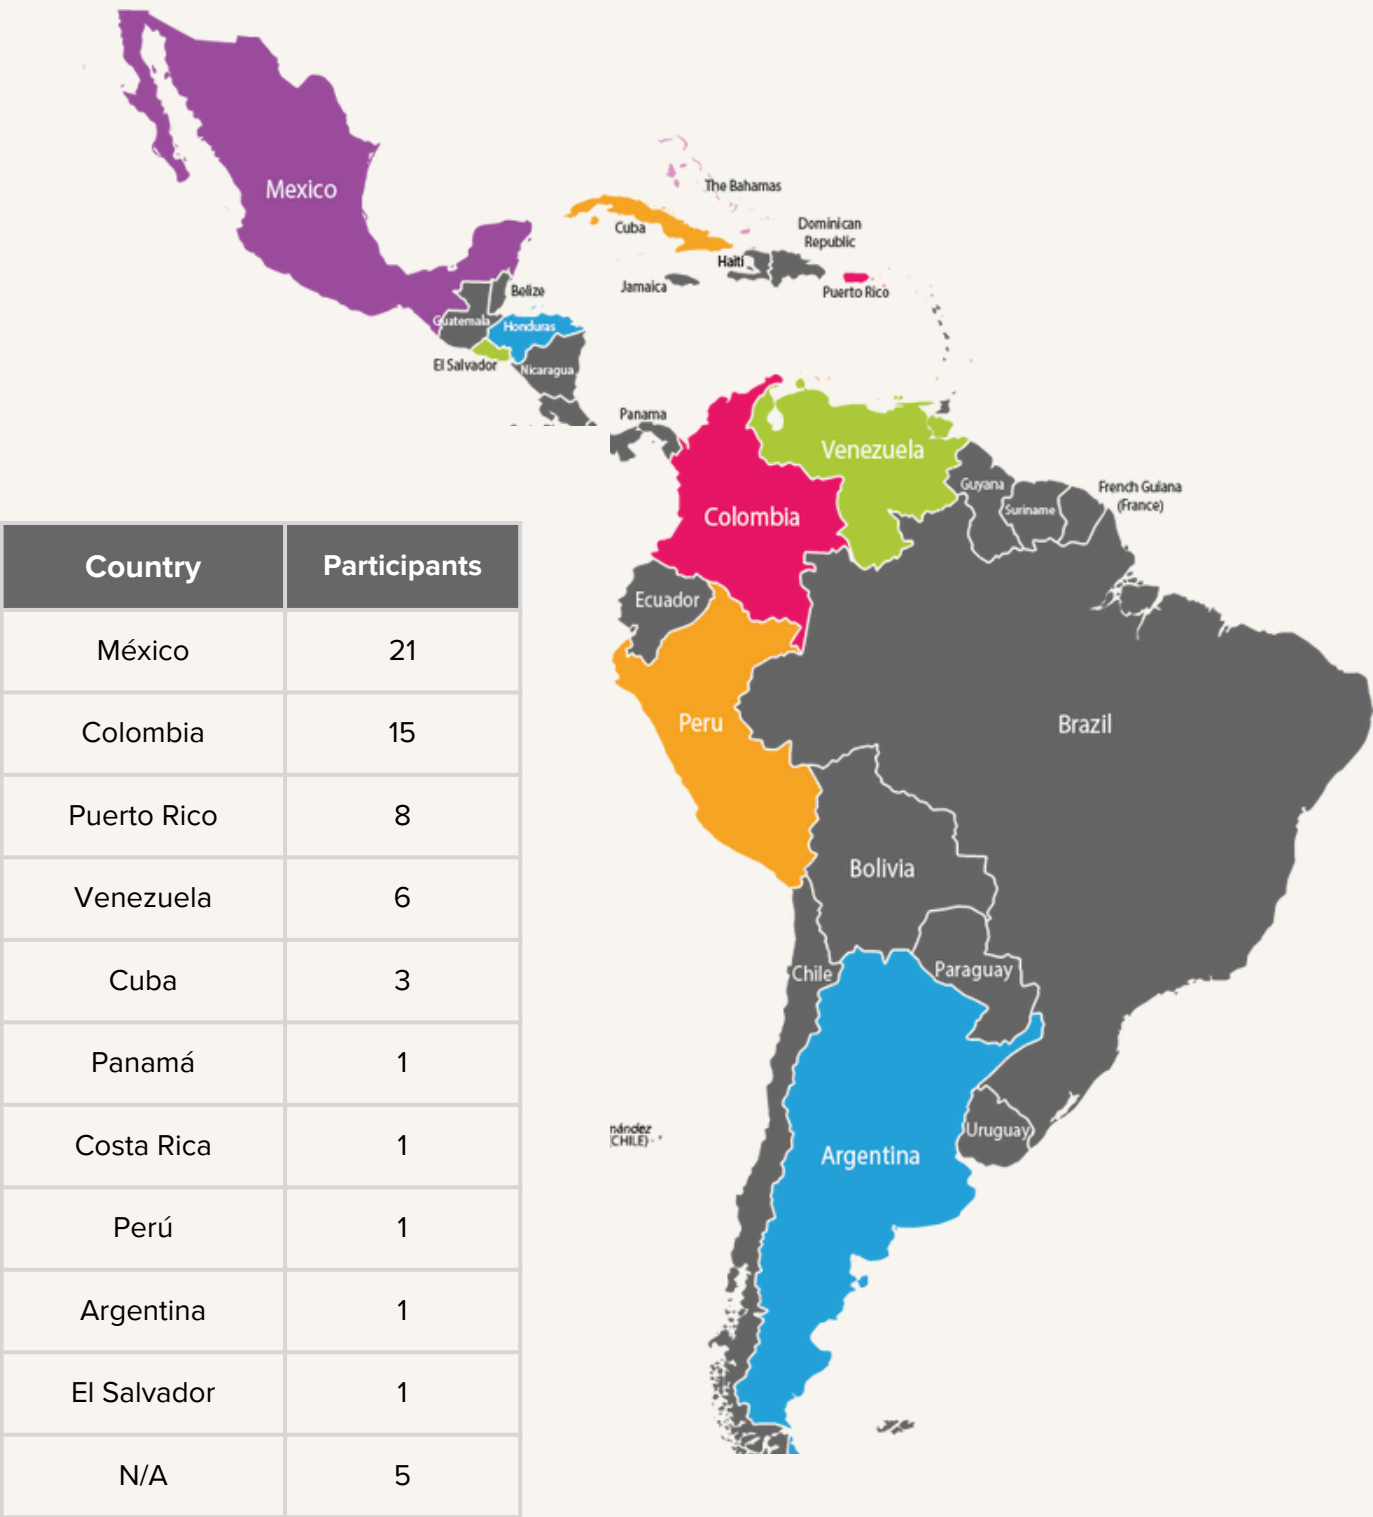 Mexico
The Bahamas
Cuba
Dominican
Republic
Haiti
Jamaica
Puerto Rico
Belize
Guatemala
Honduras
El Salvador
Nicaragua
Panama
Venezuela
Guyana
Suriname
French Guiana
(France)
Colombia
Ecuador
Peru
Brazil
Bolivia
Chile
Paraguay
Uruguay
Argentina
nández
(CHILE)
Country Participants
México 21
Colombia 15
Puerto Rico 8
Venezuela 6
Cuba 3
Panamá 1
Costa Rica 1
Perú 1
Argentina 1
El Salvador 1
N/A 5